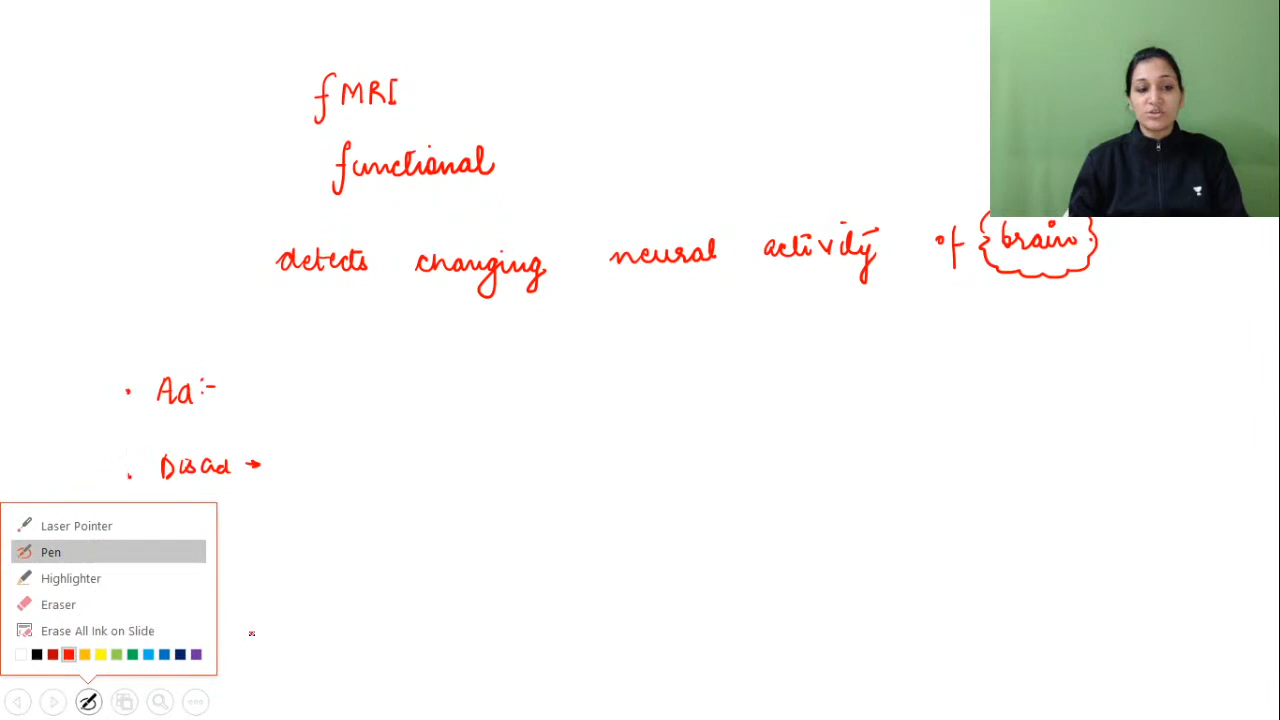 fMRI
functional
detects changing neural activity of brain
• Aa:-
• Disad →
Laser Pointer
Pen
Highlighter
Eraser
Erase All Ink on Slide